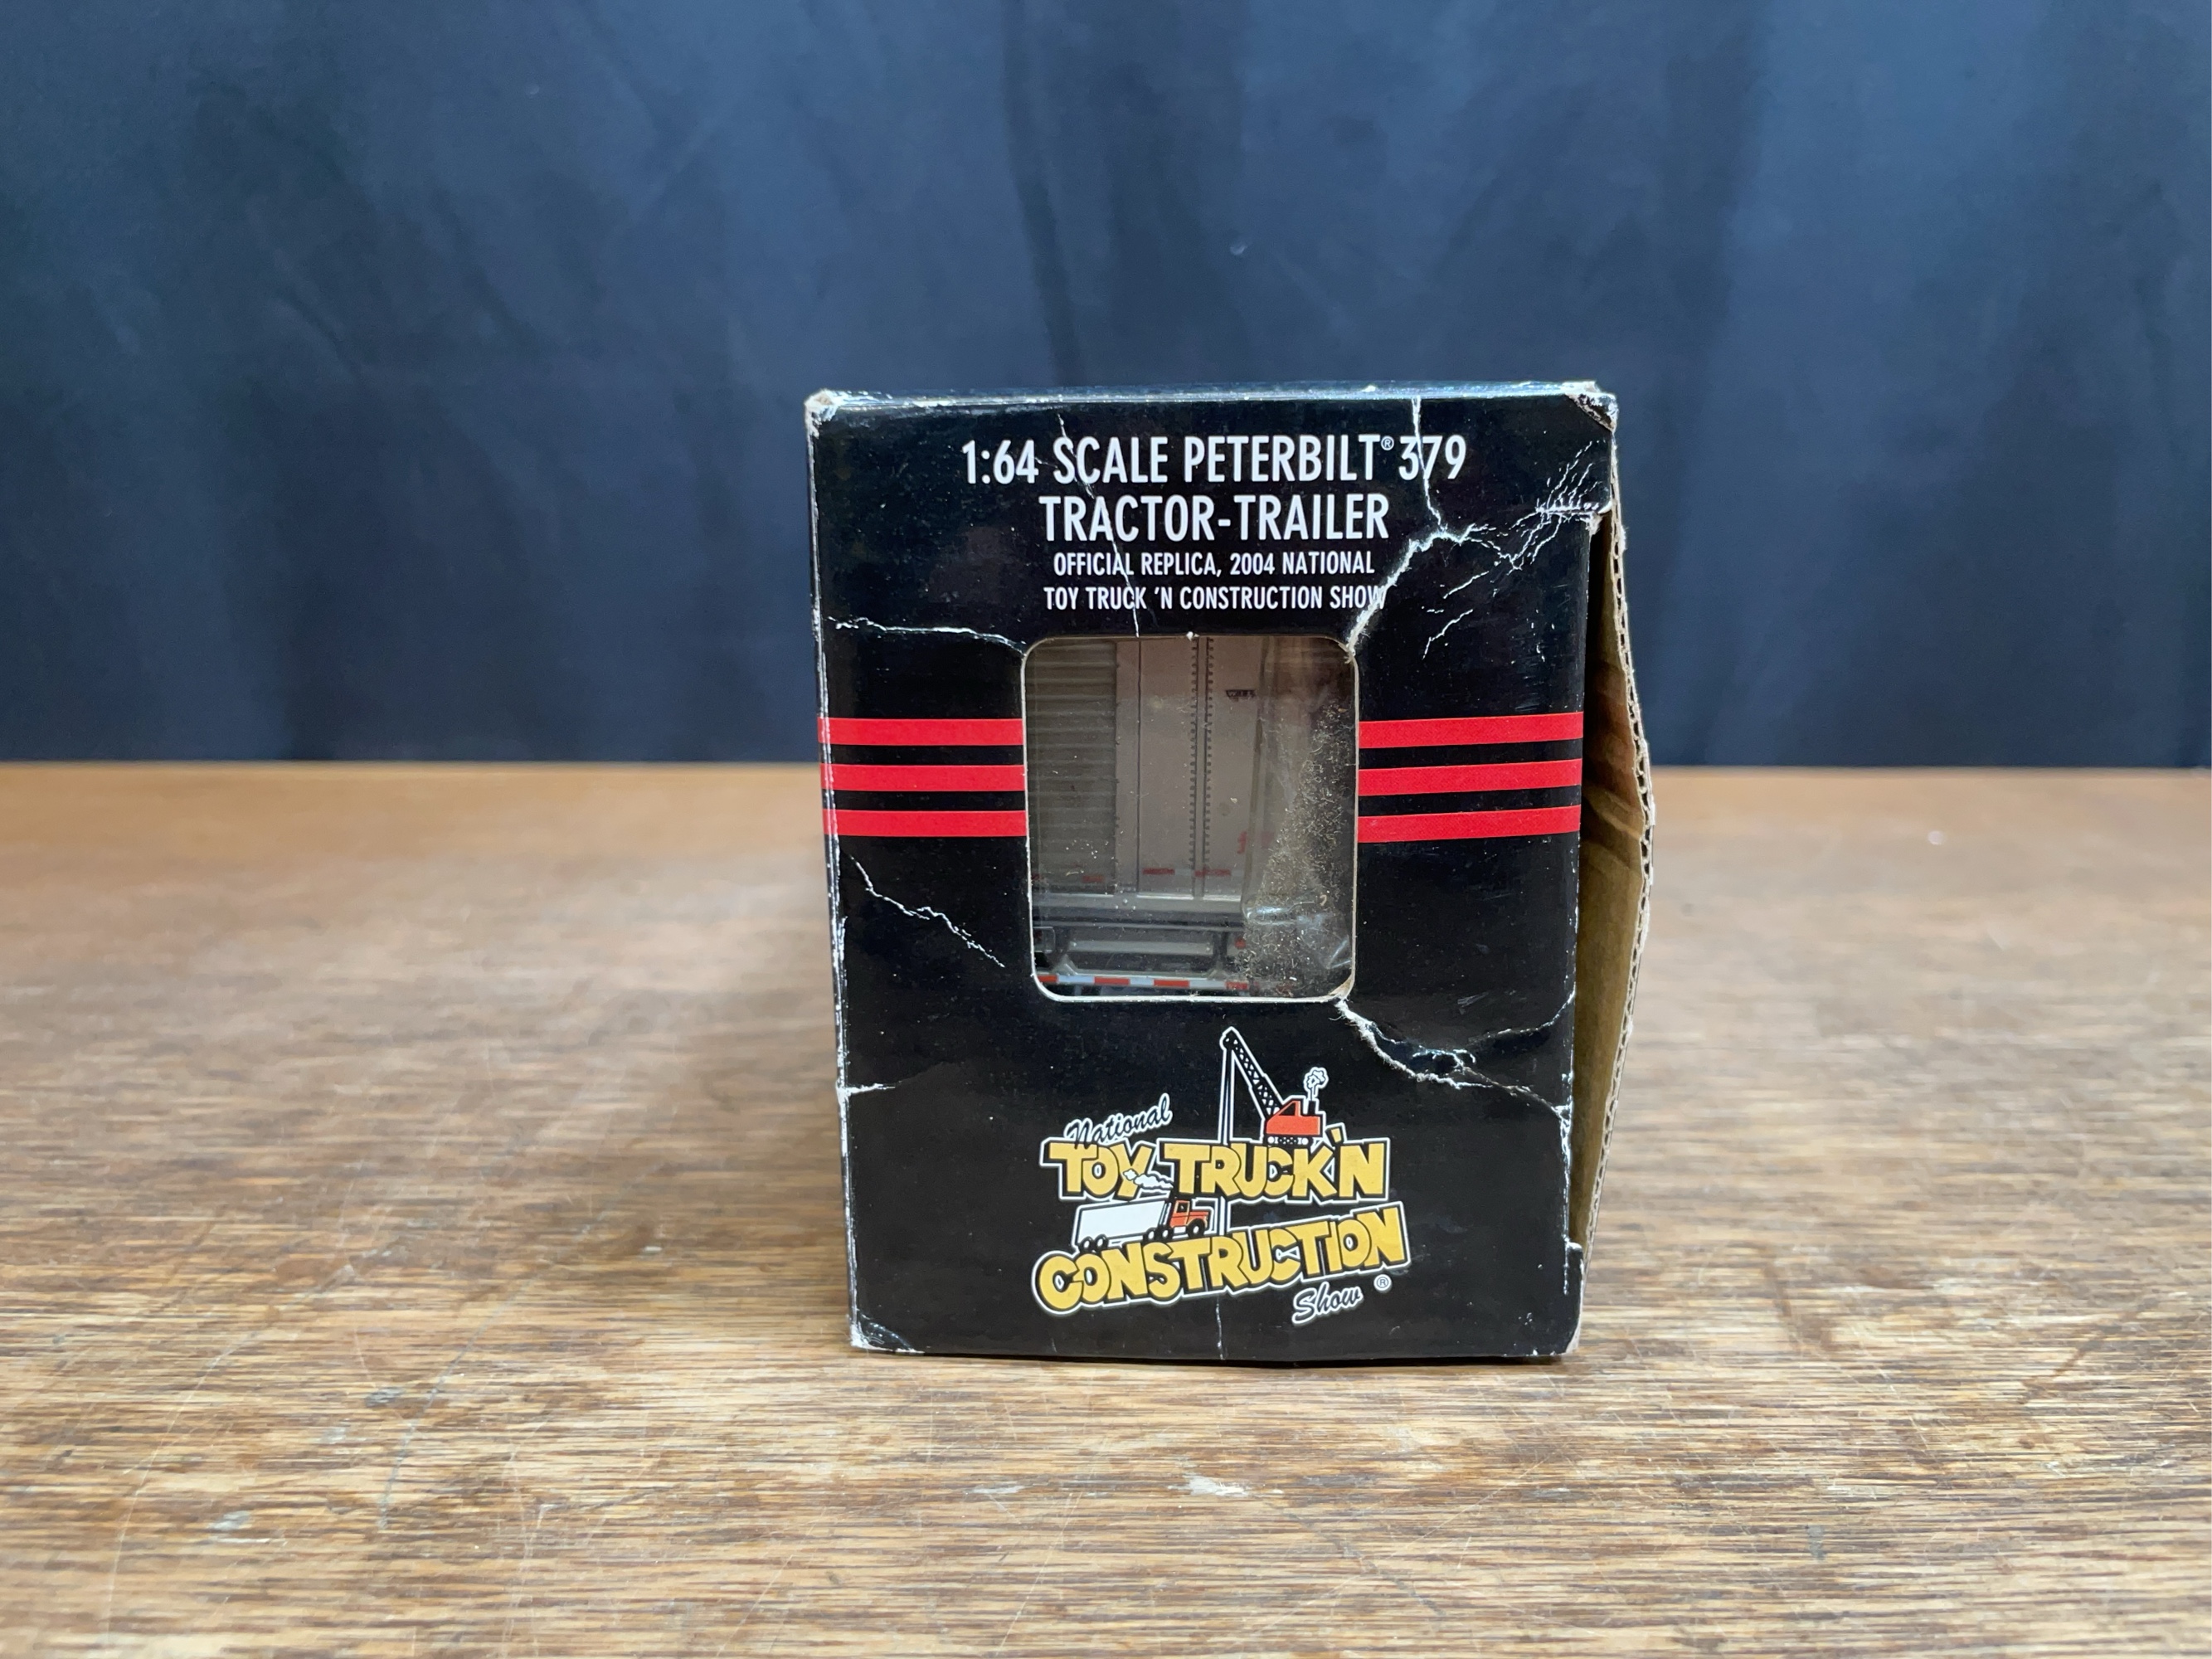 1:64 SCALE PETERBILT® 379
TRACTOR-TRAILER
OFFICIAL REPLICA, 2004 NATIONAL
TOY TRUCK 'N CONSTRUCTION SHOW
National
TOY TRUCK'N
CONSTRUCTION
Show ®